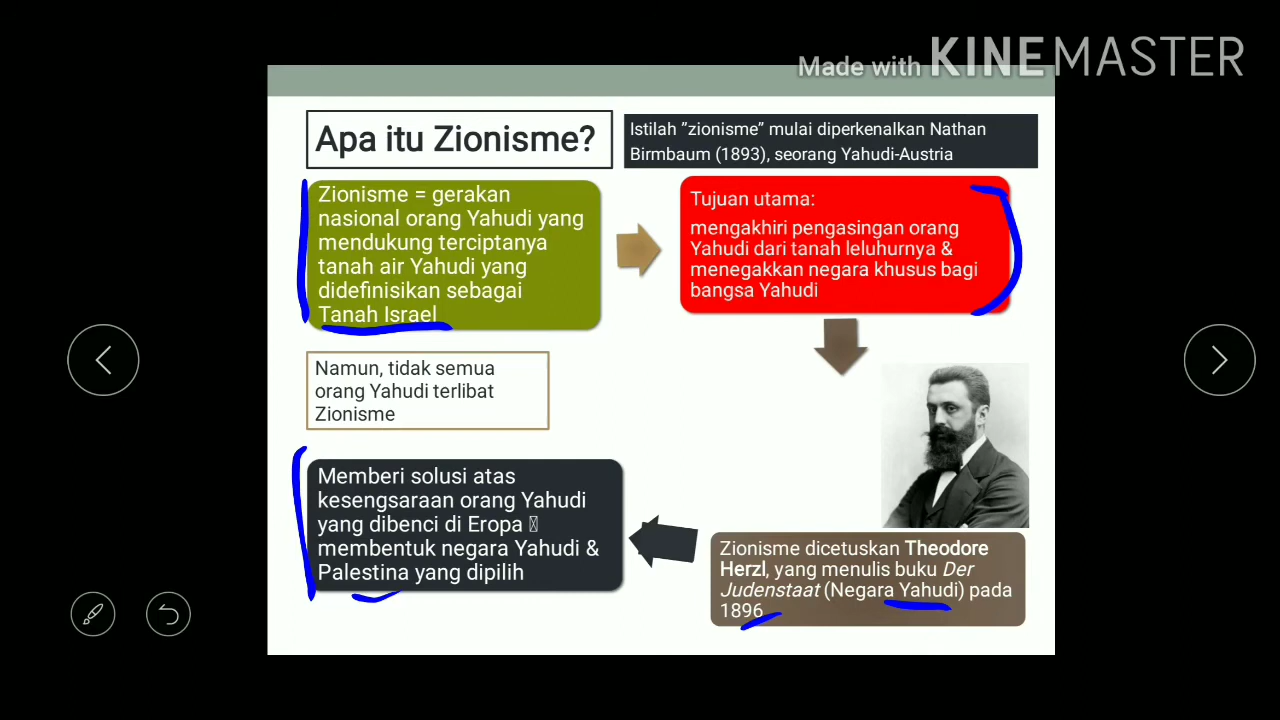 Made with KINEMASTER
Apa itu Zionisme?
Istilah ”zionisme” mulai diperkenalkan Nathan
Birmbaum (1893), seorang Yahudi-Austria
Zionisme = gerakan
nasional orang Yahudi yang
mendukung terciptanya
tanah air Yahudi yang
didefinisikan sebagai
Tanah Israel
Tujuan utama:
mengakhiri pengasingan orang
Yahudi dari tanah leluhurnya &
menegakkan negara khusus bagi
bangsa Yahudi
Namun, tidak semua
orang Yahudi terlibat
Zionisme
Memberi solusi atas
kesengsaraan orang Yahudi
yang dibenci di Eropa
membentuk negara Yahudi &
Palestina yang dipilih
Zionisme dicetuskan Theodore
Herzl, yang menulis buku Der
Judenstaat (Negara Yahudi) pada
1896